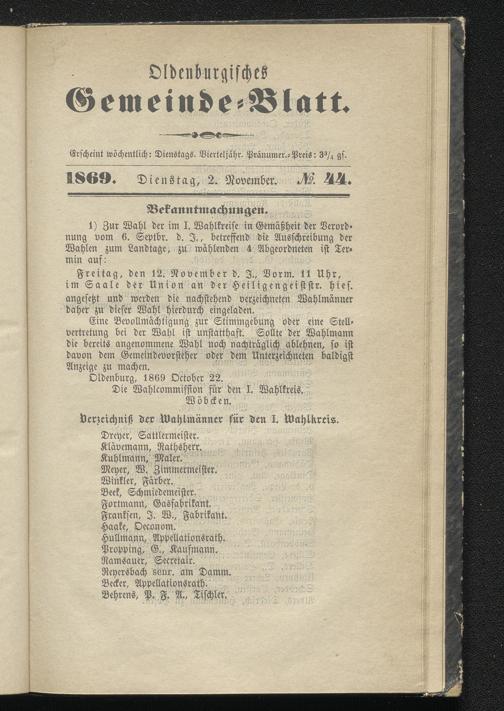 Oldenburgisches
Gemeinde-Blatt.
Erscheint wöchentlich: Dienstags. Vierteljähr. Pränumer.-Preis: 3¾ gs.
1869. Dienstag, 2. November. № 44.
Bekanntmachungen.
1) Zur Wahl der im I. Wahlkreise in Gemäßheit der Verord-
nung vom 6. Septbr. d. J., betreffend die Ausschreibung der
Wahlen zum Landtage, zu wählenden 4 Abgeordneten ist Ter-
min auf:
Freitag, den 12. November d. J., Vorm. 11 Uhr,
im Saale der Union an der Heiligengeiststr. hies.
angesetzt und werden die nachstehend verzeichneten Wahlmänner
daher zu dieser Wahl hierdurch eingeladen.
Eine Bevollmächtigung zur Stimmgebung oder eine Stell-
vertretung bei der Wahl ist unstatthaft. Sollte der Wahlmann
die bereits angenommene Wahl noch nachträglich ablehnen, so ist
davon dem Gemeindevorsteher oder dem Unterzeichneten baldigst
Anzeige zu machen.
Oldenburg, 1869 October 22.
Die Wahlcommission für den I. Wahlkreis.
Wöbcken.
Verzeichniß der Wahlmänner für den I. Wahlkreis.
Dreyer, Sattlermeister.
Klävemann, Rathsherr.
Kuhlmann, Maler.
Meyer, W. Zimmermeister.
Winkler, Färber.
Beek, Schmiedemeister.
Fortmann, Gasfabrikant.
Franksen, J. W., Fabrikant.
Haake, Oeconom.
Hullmann, Appellationsrath.
Propping, G., Kaufmann.
Ramsauer, Secretair.
Reyersbach senr. am Damm.
Becker, Appellationsrath.
Behrens, P. F. A., Tischler.